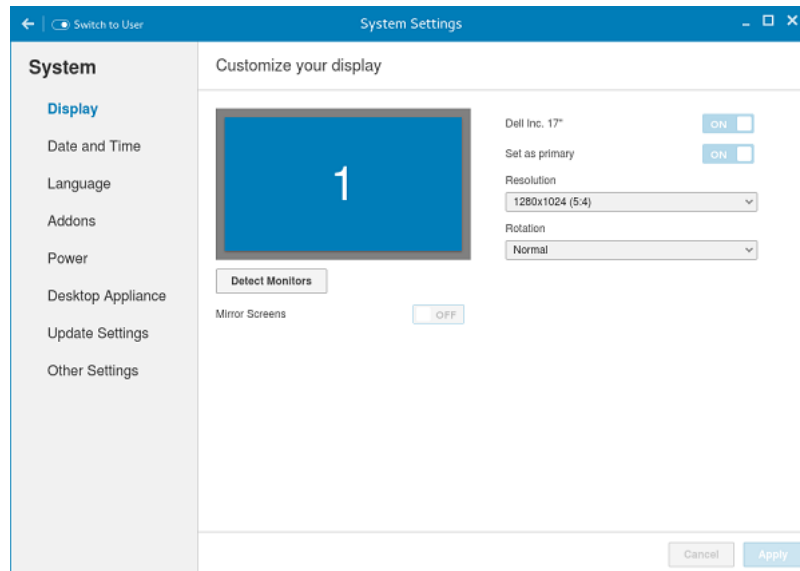 Switch to User
System Settings
System
Customize your display
Display
Date and Time
Language
Addons
Power
Desktop Appliance
Update Settings
Other Settings
1
Detect Monitors
Mirror Screens
OFF
Dell Inc. 17"
ON
Set as primary
ON
Resolution
1280x1024 (5:4)
Rotation
Normal
Cancel
Apply